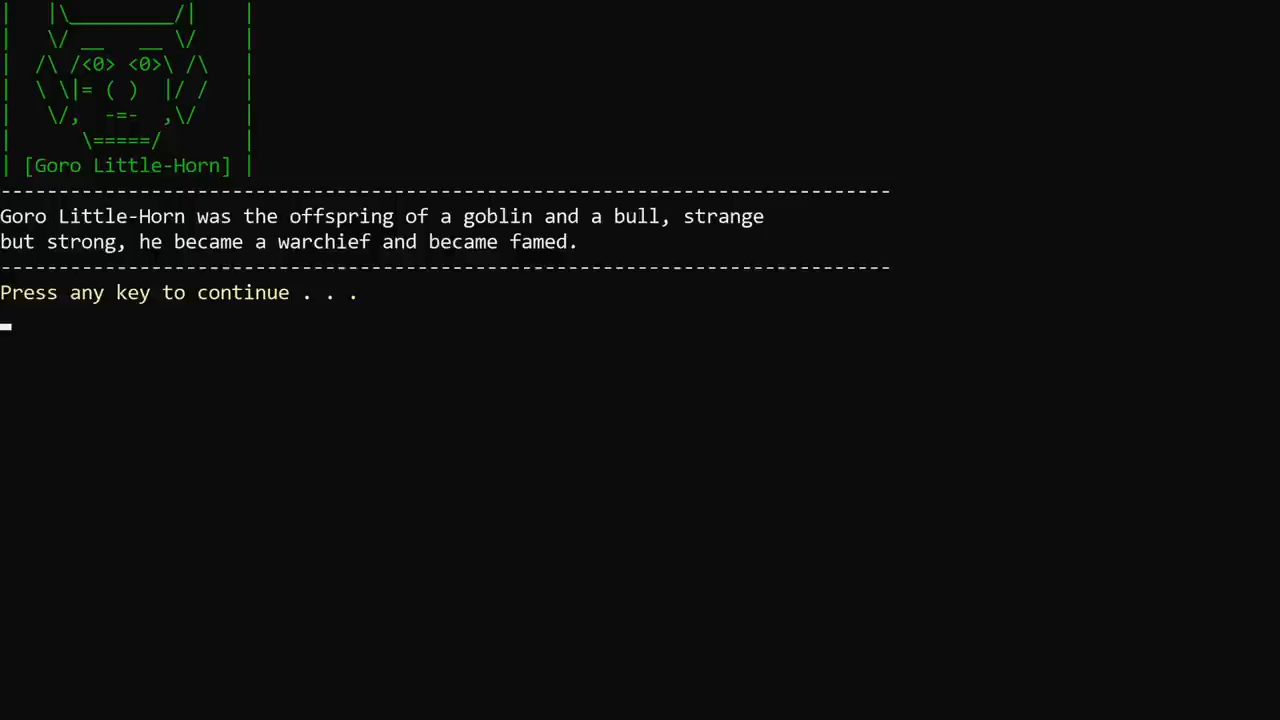 [Goro Little-Horn]
Goro Little-Horn was the offspring of a goblin and a bull, strange
but strong, he became a warchief and became famed.
Press any key to continue . . .